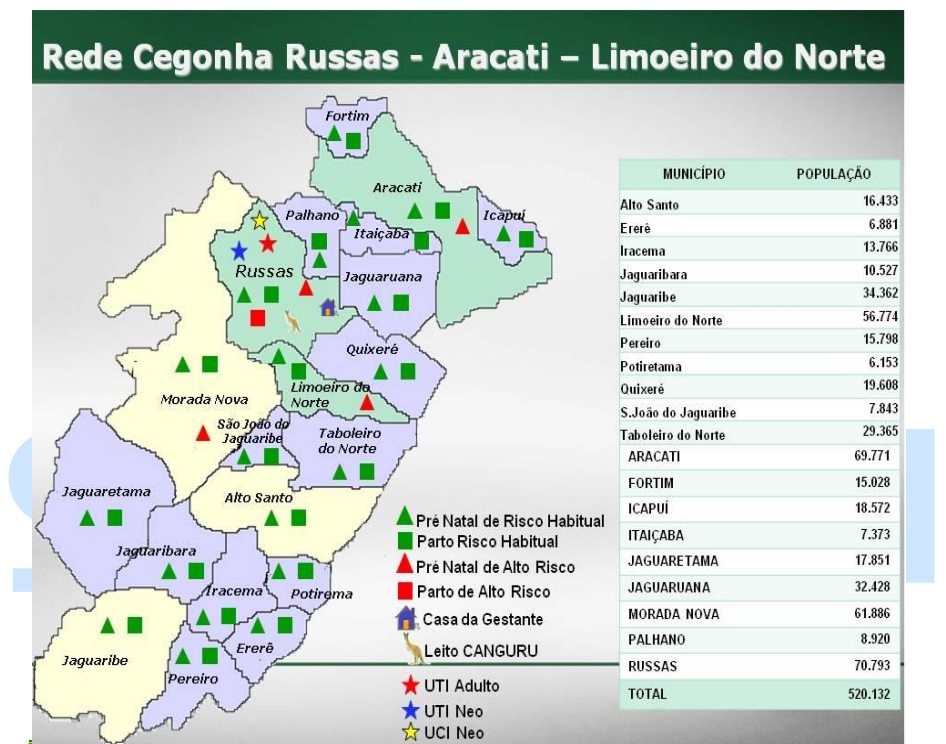 Rede Cegonha Russas - Aracati – Limoeiro do Norte
Fortim
Aracati
Icapuí
Palhano
Itaiçaba
Russas
Jaguaruana
Quixeré
Limoeiro do
Norte
Morada Nova
São João do
Jaguaribe
Taboleiro
do Norte
Jaguaretama
Alto Santo
Jaguaribara
Iracema
Potirema
Ererê
Jaguaribe
Pereiro
Pré Natal de Risco Habitual
Parto Risco Habitual
Pré Natal de Alto Risco
Parto de Alto Risco
Casa da Gestante
Leito CANGURU
UTI Adulto
UTI Neo
UCI Neo
MUNICÍPIO POPULAÇÃO
Alto Santo 16.433
Ererê 6.881
Iracema 13.766
Jaguaribara 10.527
Jaguaribe 34.362
Limoeiro do Norte 56.774
Pereiro 15.798
Potiretama 6.153
Quixeré 19.608
S.João do Jaguaribe 7.843
Taboleiro do Norte 29.365
ARACATI 69.771
FORTIM 15.028
ICAPUÍ 18.572
ITAIÇABA 7.373
JAGUARETAMA 17.851
JAGUARUANA 32.428
MORADA NOVA 61.886
PALHANO 8.920
RUSSAS 70.793
TOTAL 520.132